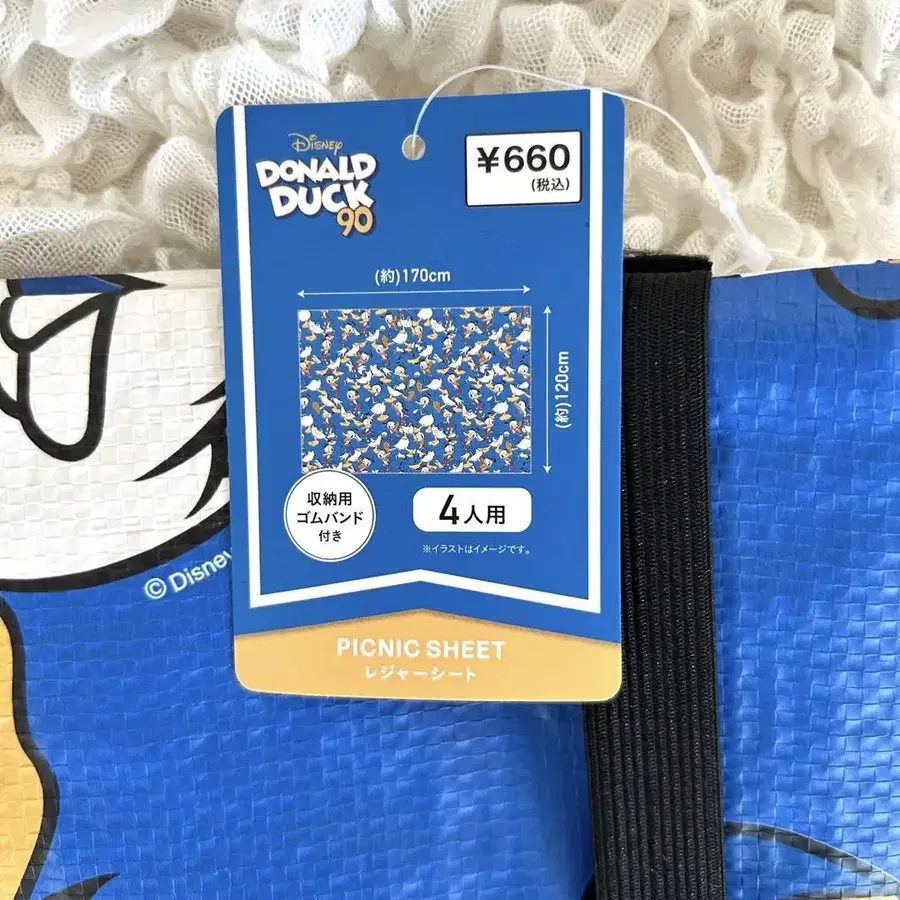 Disney
DONALD
DUCK
90
¥660
(税込)
(約)170cm
(約)120cm
収納用
ゴムバンド
付き
4人用
※イラストはイメージです。
© Disney
PICNIC SHEET
レジャーシート